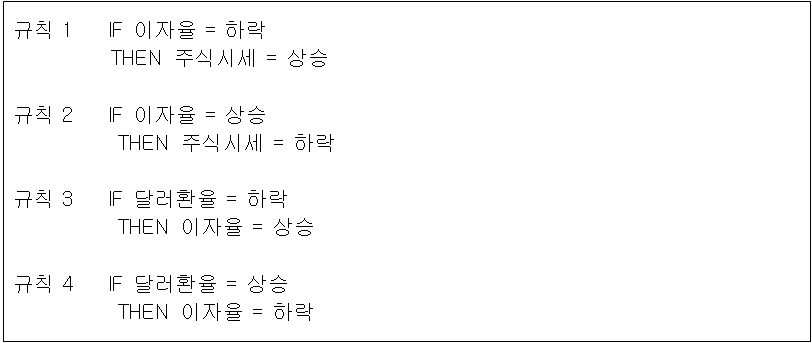 규칙 1 IF 이자율 = 하락
THEN 주식시세 = 상승
규칙 2 IF 이자율 = 상승
THEN 주식시세 = 하락
규칙 3 IF 달러환율 = 하락
THEN 이자율 = 상승
규칙 4 IF 달러환율 = 상승
THEN 이자율 = 하락